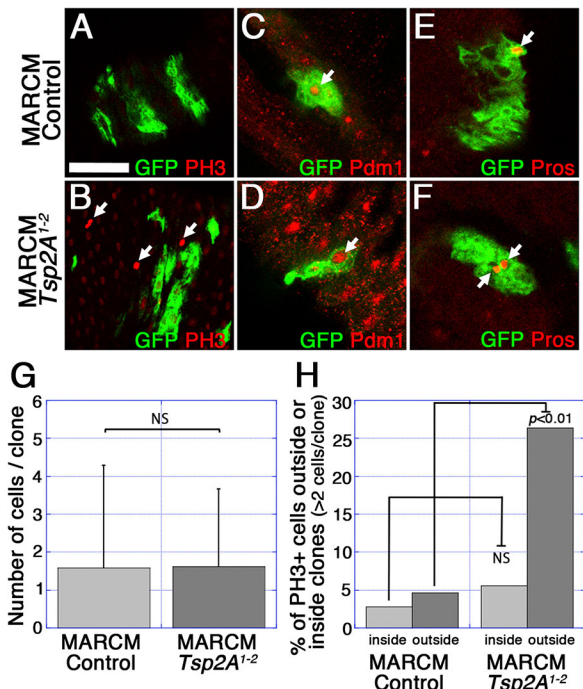 A
C
E
MARCM
Control
GFP PH3
GFP Pdm1
GFP Pros
B
D
F
MARCM
Tsp2A1-2
GFP PH3
GFP Pdm1
GFP Pros
G
Number of cells / clone
6
5
4
3
2
1
0
NS
MARCM
Control
MARCM
Tsp2A1-2
H
% of PH3+ cells outside or
inside clones (>2 cells/clone)
30
25
20
15
10
5
0
p<0.01
NS
inside outside
inside outside
MARCM
Control
MARCM
Tsp2A1-2